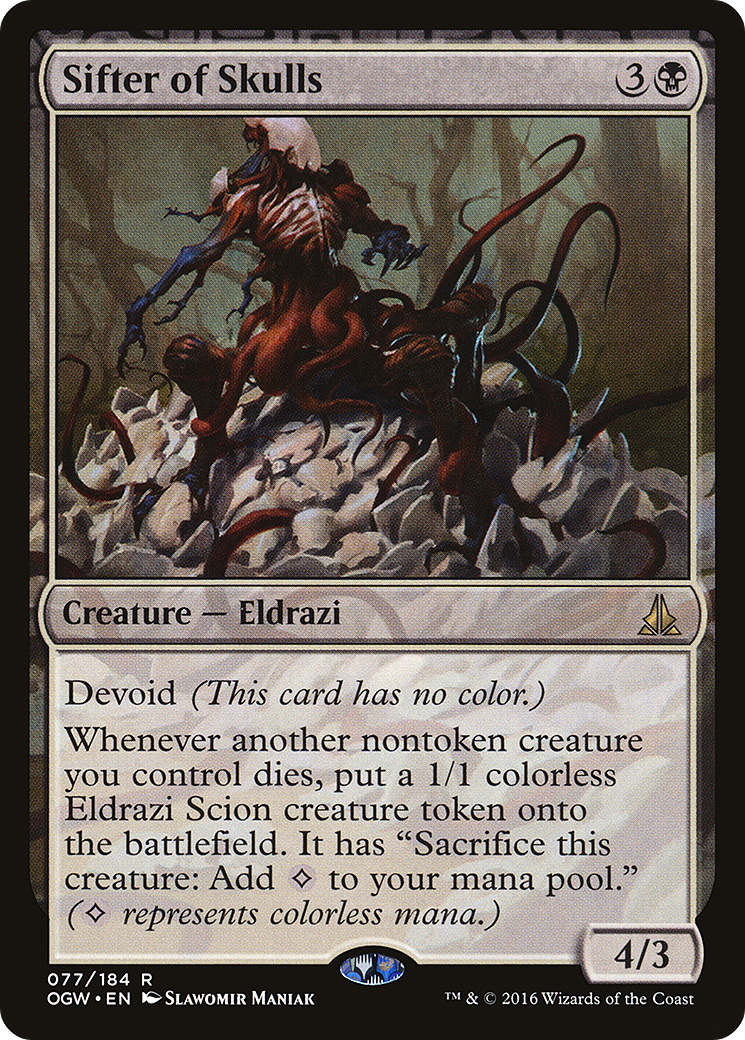 Sifter of Skulls 3
Creature — Eldrazi
Devoid (This card has no color.)
Whenever another nontoken creature
you control dies, put a 1/1 colorless
Eldrazi Scion creature token onto
the battlefield. It has “Sacrifice this
creature: Add ◇ to your mana pool.”
(◇ represents colorless mana.)
4/3
077/184 R
OGW • EN Slawomir Maniak
™ & © 2016 Wizards of the Coast